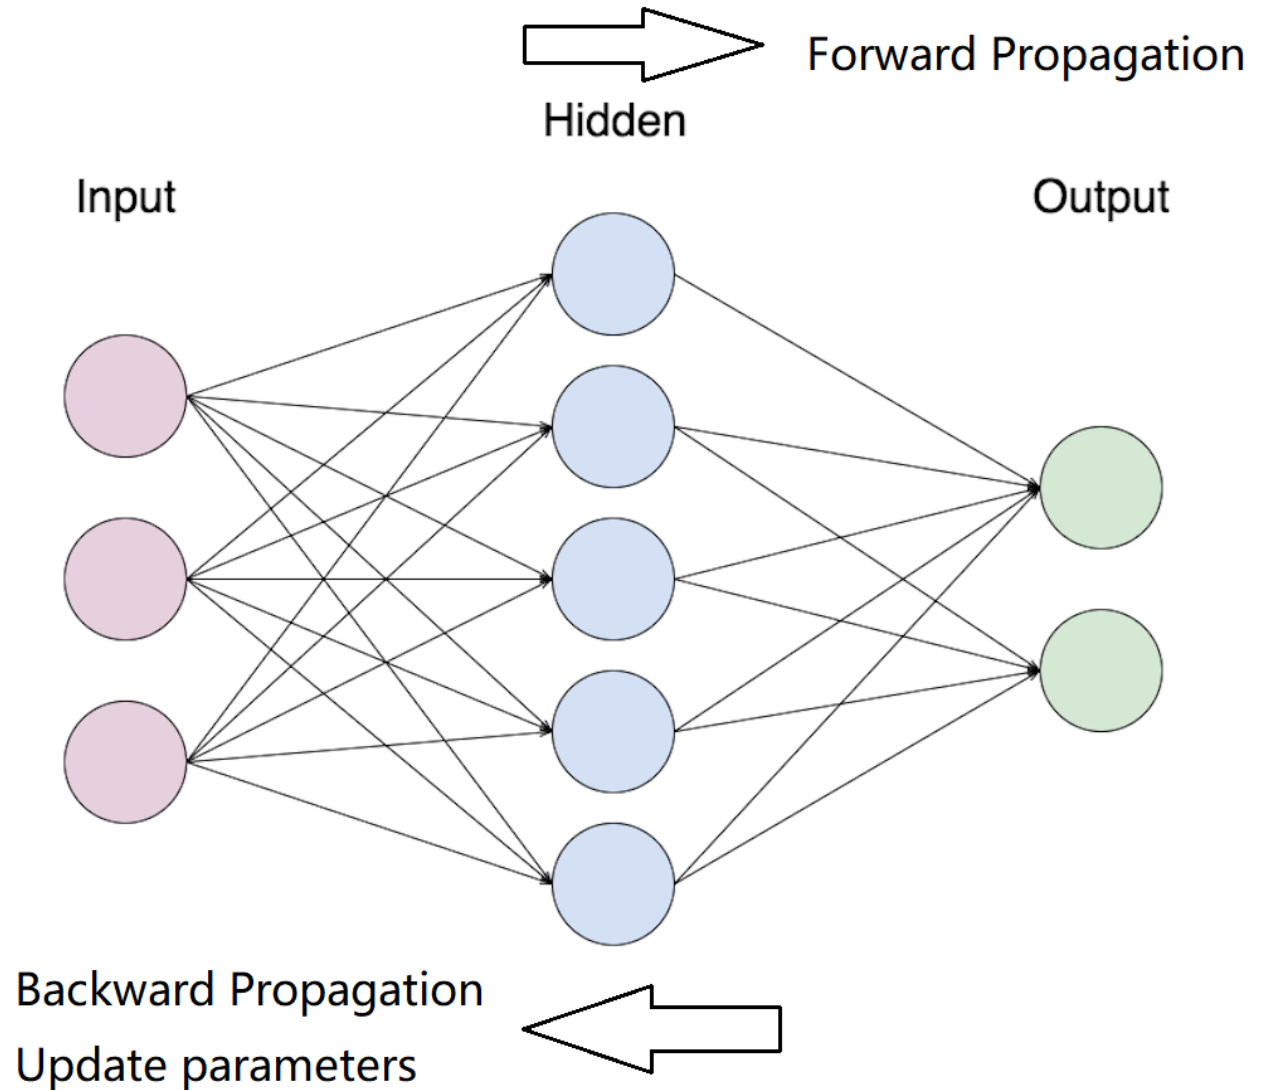 Forward Propagation
Hidden
Input
Output
Backward Propagation
Update parameters